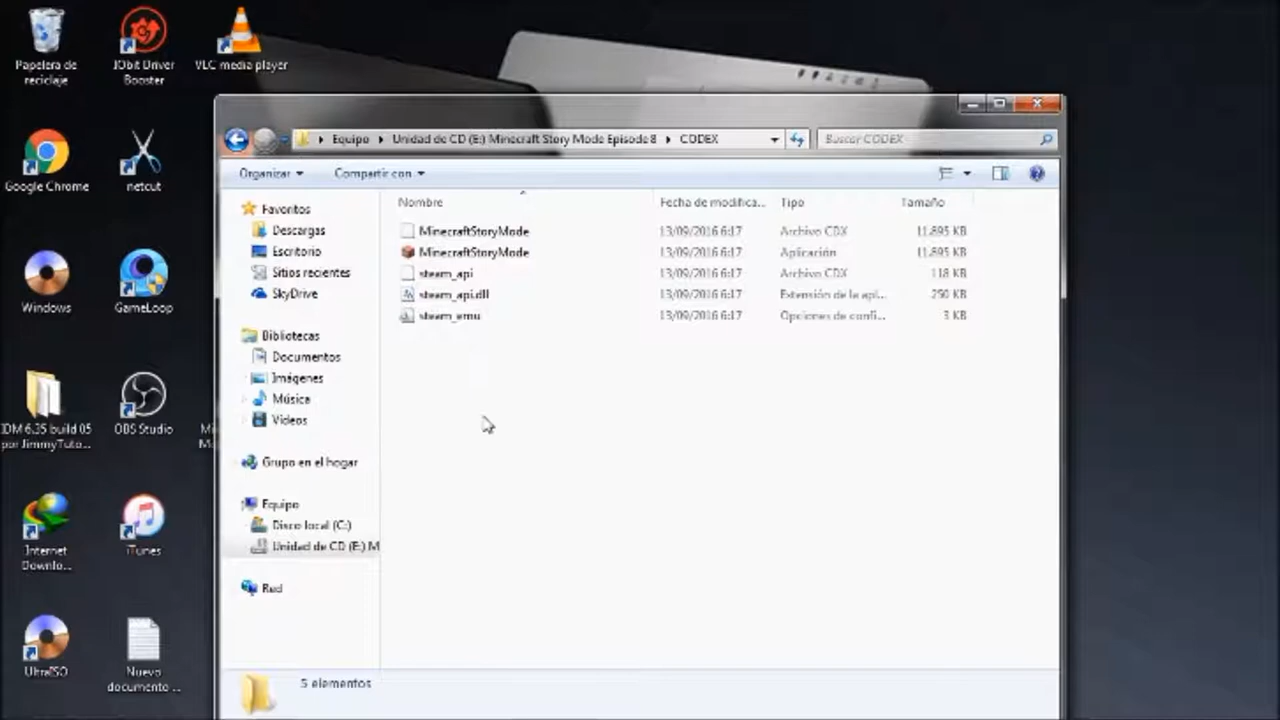 Papelera de
reciclaje
IObit Driver
Booster
VLC media player
Google Chrome
netcut
Windows
GameLoop
IDM 6.35 build 05
por JimmyTuto...
OBS Studio
Internet
Downlo...
iTunes
UltraISO
Nuevo
documento ...
Equipo
Unidad de CD (E:) Minecraft Story Mode Episode 8
CODEX
Buscar CODEX
Organizar
Compartir con
Favoritos
Descargas
Escritorio
Sitios recientes
SkyDrive
Bibliotecas
Documentos
Imágenes
Música
Vídeos
Grupo en el hogar
Equipo
Disco local (C:)
Unidad de CD (E:) M
Red
Nombre Fecha de modifica... Tipo Tamaño
MinecraftStoryMode 13/09/2016 6:17 Archivo CDX 11.895 KB
MinecraftStoryMode 13/09/2016 6:17 Aplicación 11.895 KB
steam_api 13/09/2016 6:17 Archivo CDX 118 KB
steam_api.dll 13/09/2016 6:17 Extensión de la apl... 250 KB
steam_emu 13/09/2016 6:17 Opciones de confi... 3 KB
5 elementos